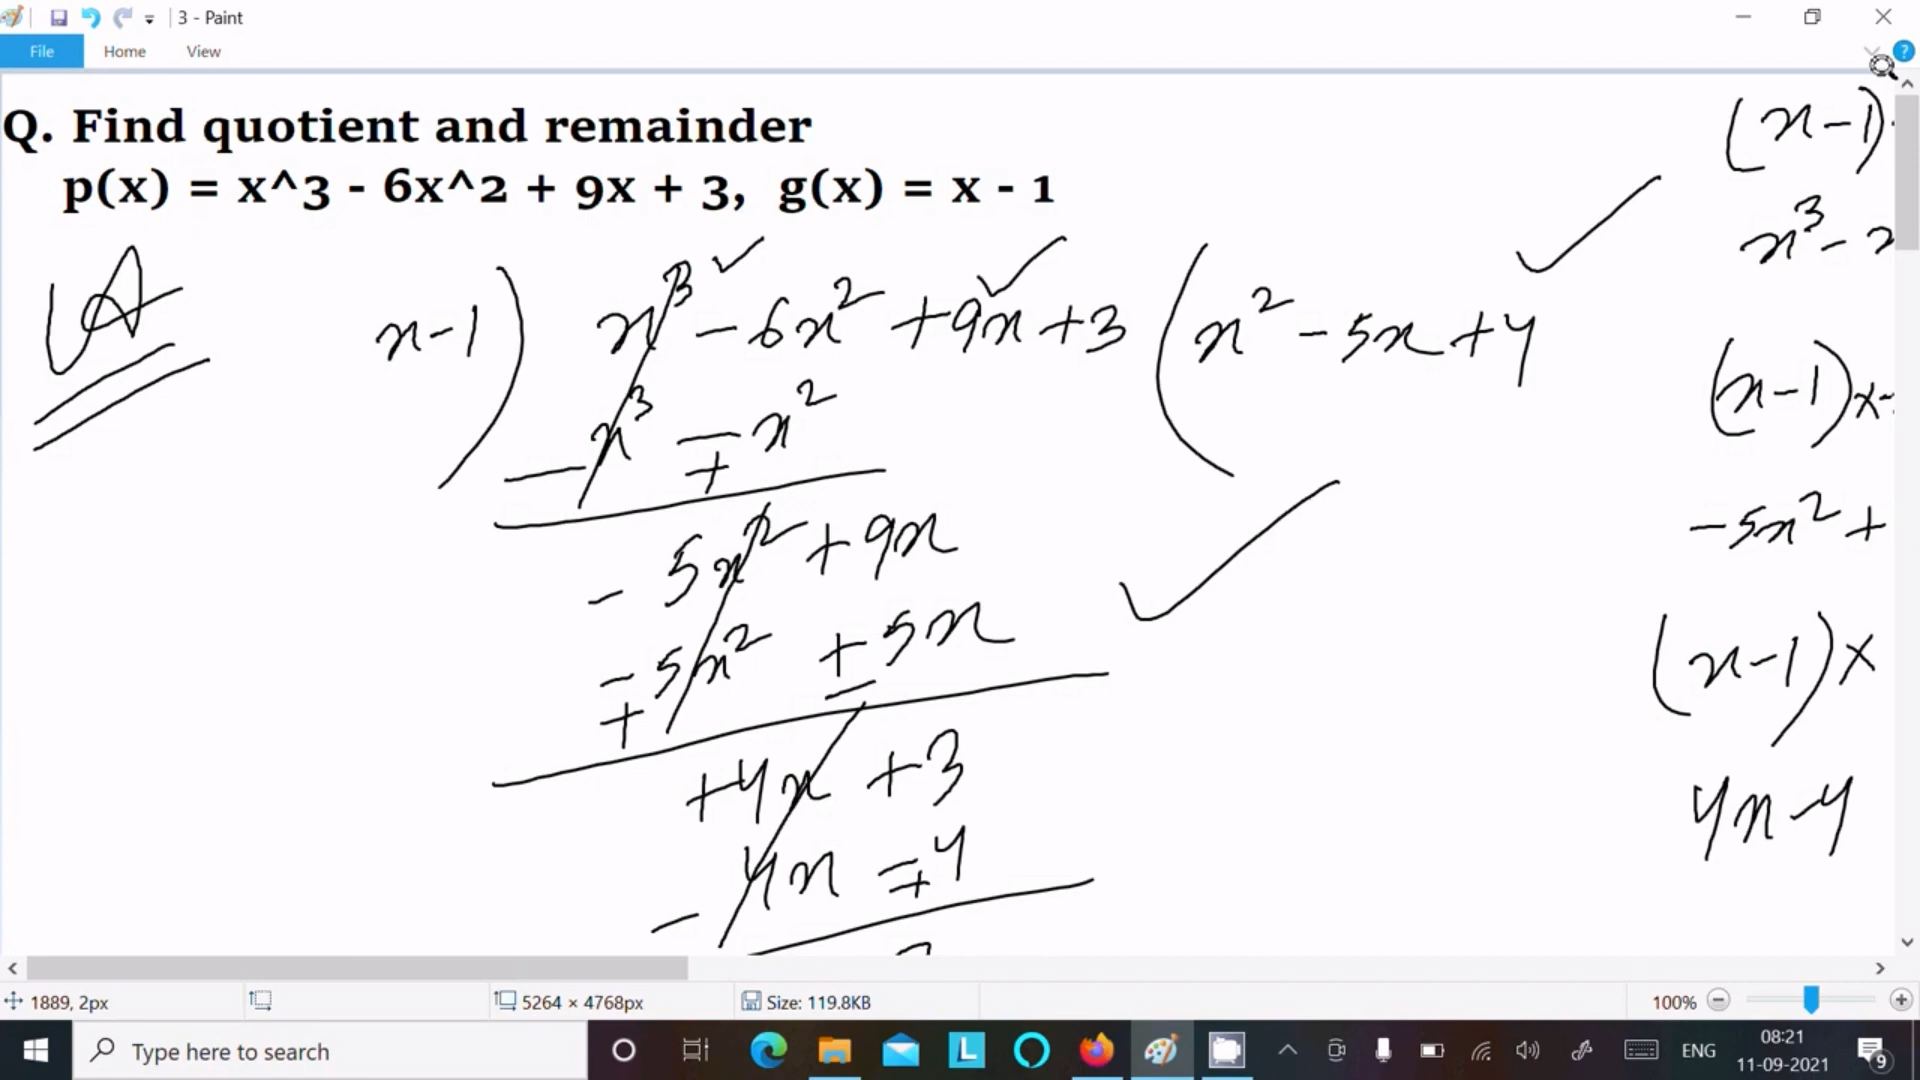 3 - Paint
File Home View
Q. Find quotient and remainder
p(x) = x^3 - 6x^2 + 9x + 3, g(x) = x - 1
A
x-1) x³ - 6x² + 9x + 3 (x² - 5x + 4
x³ - x²
- +
- 5x² + 9x
- 5x² + 5x
+ -
+4x + 3
4x - 4
- +
(x-1)
x³ -
(x-1)x-
-5x² +
(x-1)x
4x-4
1889, 2px
5264 × 4768px
Size: 119.8KB
100%
Type here to search
L
ENG
08:21
11-09-2021
9